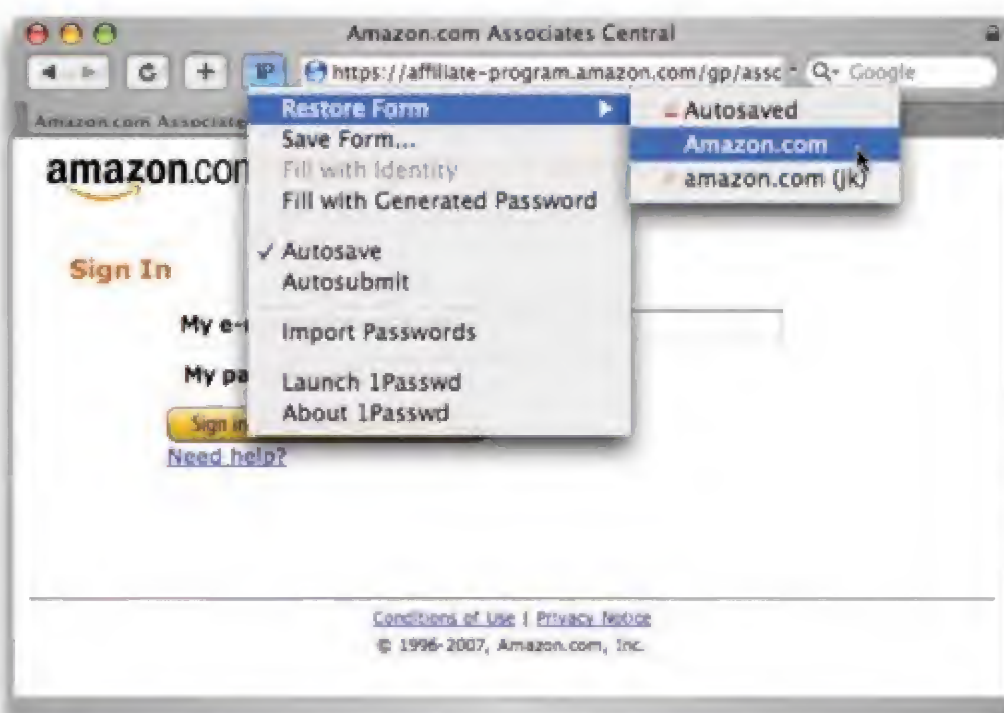 Amazon.com Associates Central
1P https://affiliate-program.amazon.com/gp/assc Google
Amazon.com Associate
Restore Form
Autosaved
Save Form...
Amazon.com
Fill with Identity
amazon.com (jk)
Fill with Generated Password
amazon.com
Autosave
Sign In
Autosubmit
My e-
Import Passwords
My pa
Launch 1Passwd
About 1Passwd
Sign in
Need help?
Conditions of Use | Privacy Notice
© 1996-2007, Amazon.com, Inc.